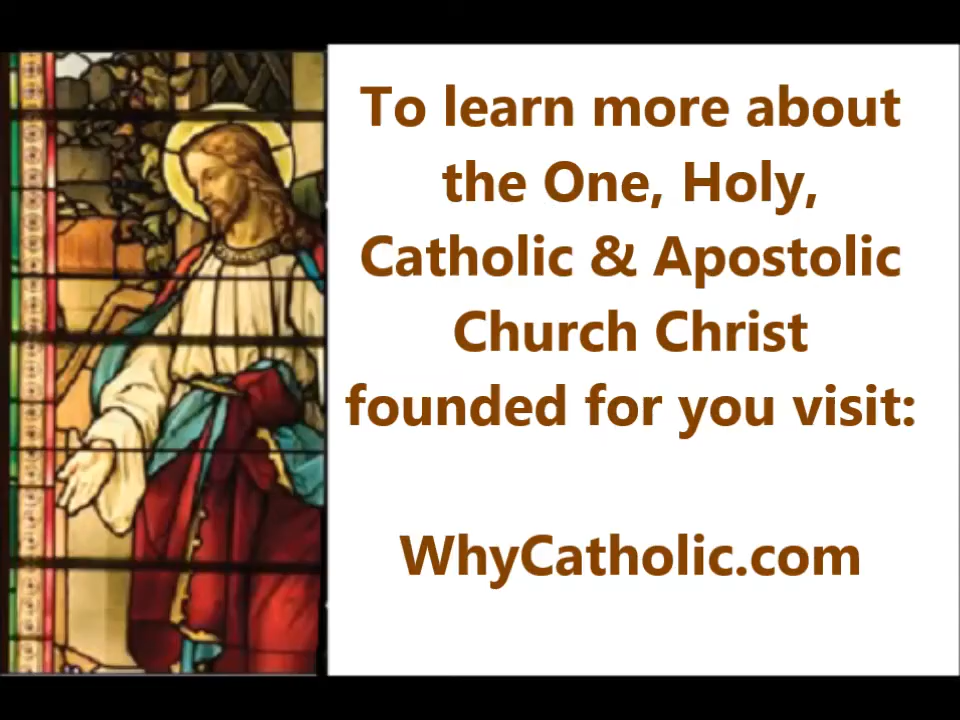 To learn more about
the One, Holy,
Catholic & Apostolic
Church Christ
founded for you visit:
WhyCatholic.com